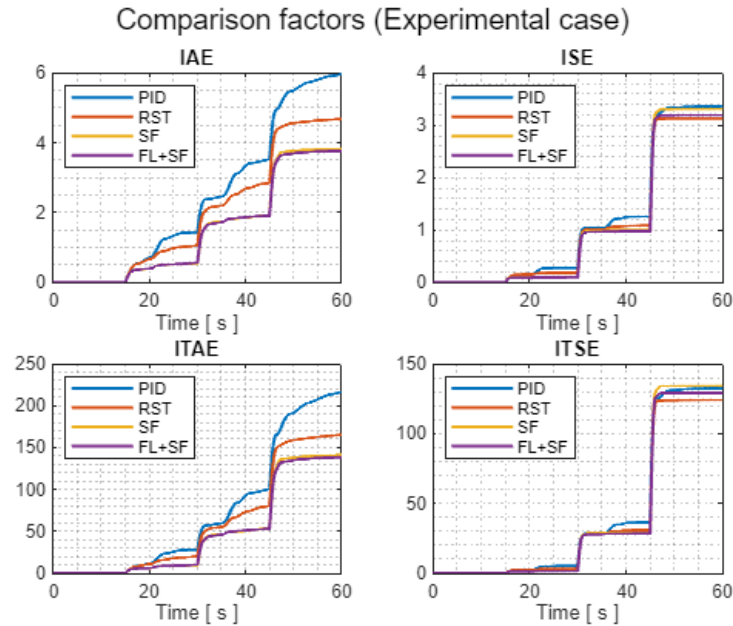 Comparison factors (Experimental case)
IAE
6
4
2
0
PID
RST
SF
FL+SF
0 20 40 60
Time [ s ]
ISE
4
3
2
1
0
PID
RST
SF
FL+SF
0 20 40 60
Time [ s ]
ITAE
250
200
150
100
50
0
PID
RST
SF
FL+SF
0 20 40 60
Time [ s ]
ITSE
150
100
50
0
PID
RST
SF
FL+SF
0 20 40 60
Time [ s ]